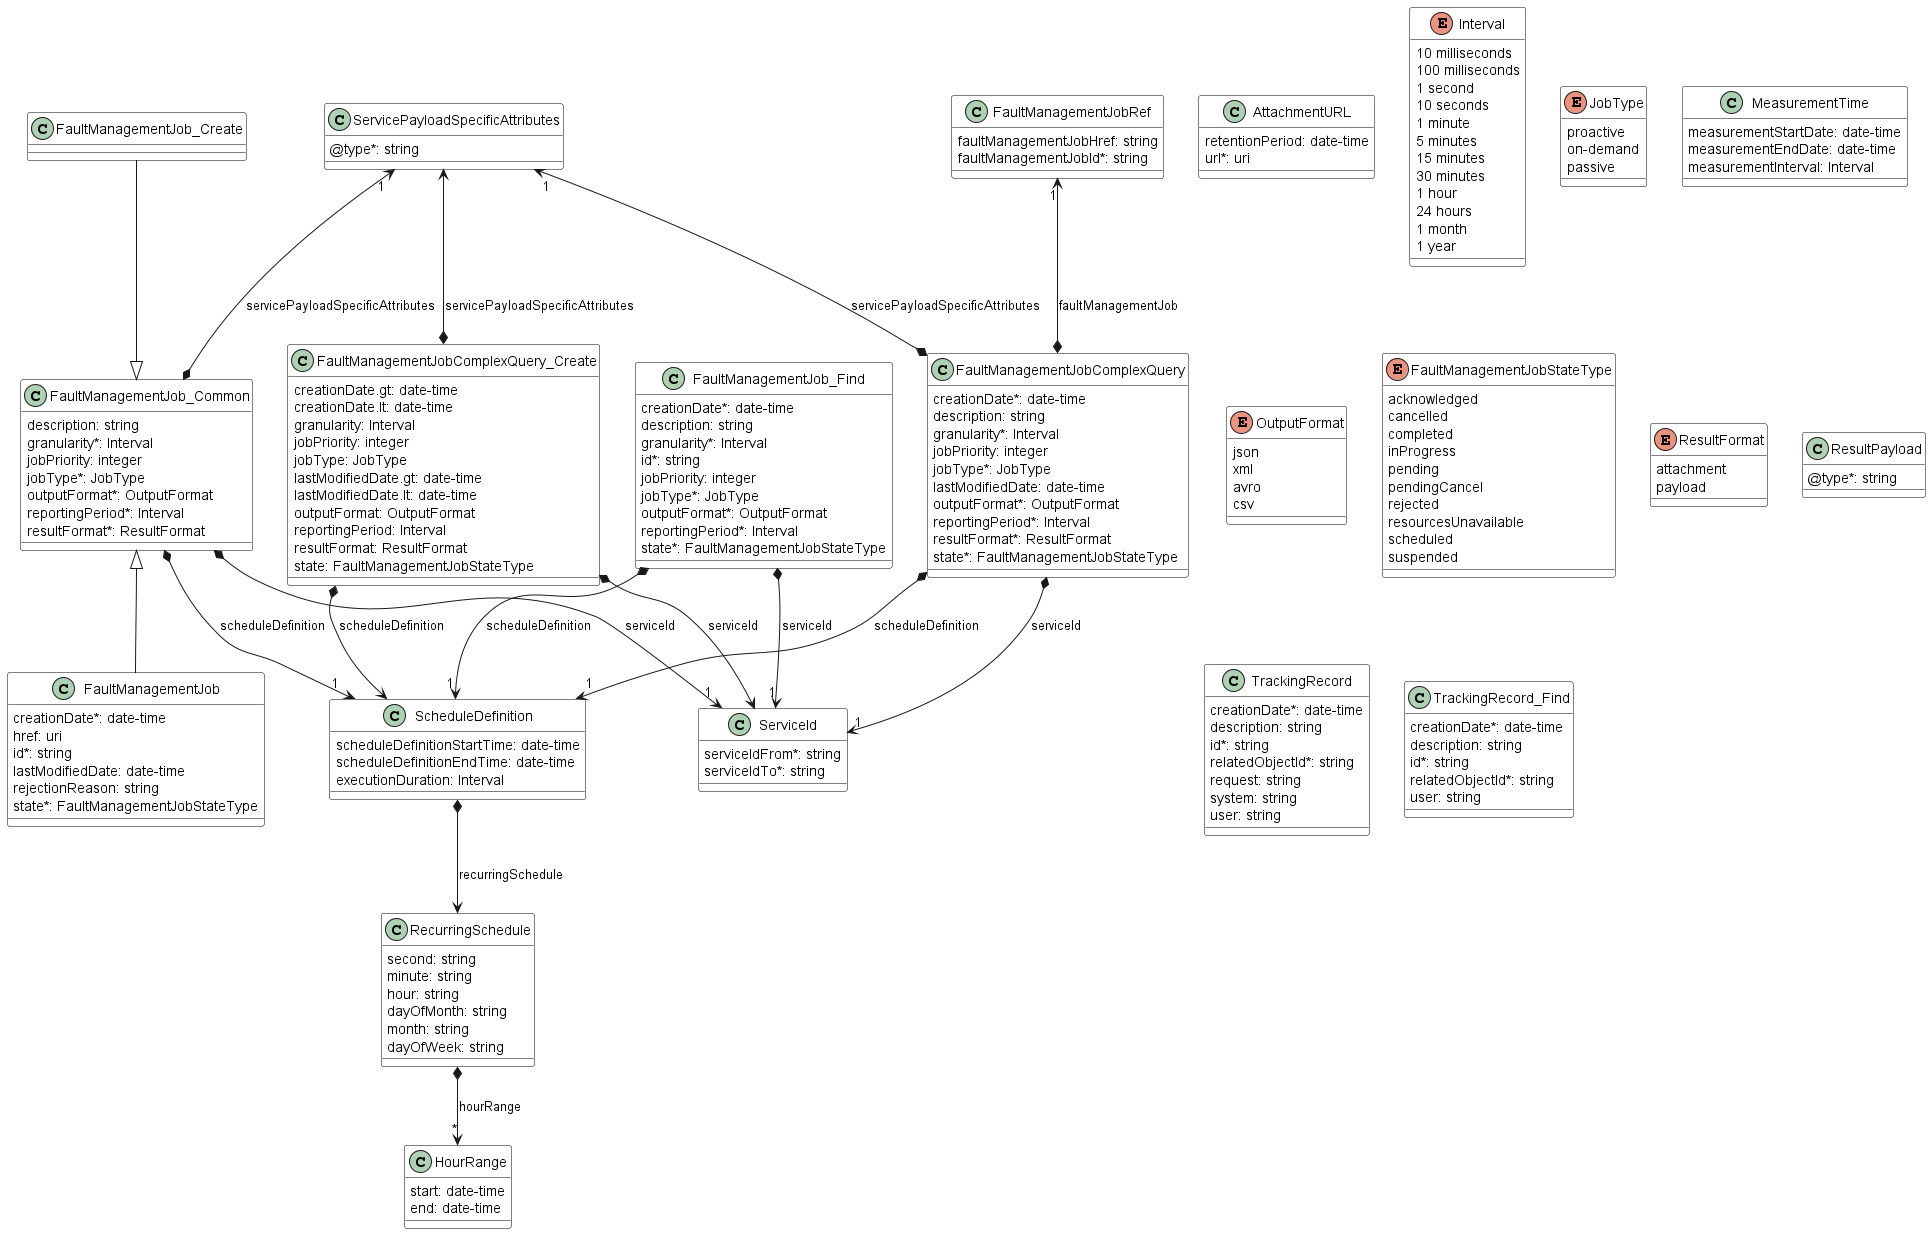 C FaultManagementJob_Create
C ServicePayloadSpecificAttributes
@type*: string
C FaultManagementJobRef
faultManagementJobHref: string
faultManagementJobId*: string
C AttachmentURL
retentionPeriod: date-time
url*: uri
E Interval
10 milliseconds
100 milliseconds
1 second
10 seconds
1 minute
5 minutes
15 minutes
30 minutes
1 hour
24 hours
1 month
1 year
E JobType
proactive
on-demand
passive
C MeasurementTime
measurementStartDate: date-time
measurementEndDate: date-time
measurementInterval: Interval
1
1
1
servicePayloadSpecificAttributes
servicePayloadSpecificAttributes
servicePayloadSpecificAttributes
faultManagementJob
C FaultManagementJob_Common
description: string
granularity*: Interval
jobPriority: integer
jobType*: JobType
outputFormat*: OutputFormat
reportingPeriod*: Interval
resultFormat*: ResultFormat
C FaultManagementJobComplexQuery_Create
creationDate.gt: date-time
creationDate.lt: date-time
granularity: Interval
jobPriority: integer
jobType: JobType
lastModifiedDate.gt: date-time
lastModifiedDate.lt: date-time
outputFormat: OutputFormat
reportingPeriod: Interval
resultFormat: ResultFormat
state: FaultManagementJobStateType
C FaultManagementJob_Find
creationDate*: date-time
description: string
granularity*: Interval
id*: string
jobPriority: integer
jobType*: JobType
outputFormat*: OutputFormat
reportingPeriod*: Interval
state*: FaultManagementJobStateType
C FaultManagementJobComplexQuery
creationDate*: date-time
description: string
granularity*: Interval
jobPriority: integer
jobType*: JobType
lastModifiedDate: date-time
outputFormat*: OutputFormat
reportingPeriod*: Interval
resultFormat*: ResultFormat
state*: FaultManagementJobStateType
E OutputFormat
json
xml
avro
csv
E FaultManagementJobStateType
acknowledged
cancelled
completed
inProgress
pending
pendingCancel
rejected
resourcesUnavailable
scheduled
suspended
E ResultFormat
attachment
payload
C ResultPayload
@type*: string
scheduleDefinition
scheduleDefinition
scheduleDefinition
serviceId
serviceId
serviceId
scheduleDefinition
serviceId
1
1
1
1
1
1
C FaultManagementJob
creationDate*: date-time
href: uri
id*: string
lastModifiedDate: date-time
rejectionReason: string
state*: FaultManagementJobStateType
C ScheduleDefinition
scheduleDefinitionStartTime: date-time
scheduleDefinitionEndTime: date-time
executionDuration: Interval
C ServiceId
serviceIdFrom*: string
serviceIdTo*: string
C TrackingRecord
creationDate*: date-time
description: string
id*: string
relatedObjectId*: string
request: string
system: string
user: string
C TrackingRecord_Find
creationDate*: date-time
description: string
id*: string
relatedObjectId*: string
user: string
recurringSchedule
C RecurringSchedule
second: string
minute: string
hour: string
dayOfMonth: string
month: string
dayOfWeek: string
hourRange
*
C HourRange
start: date-time
end: date-time